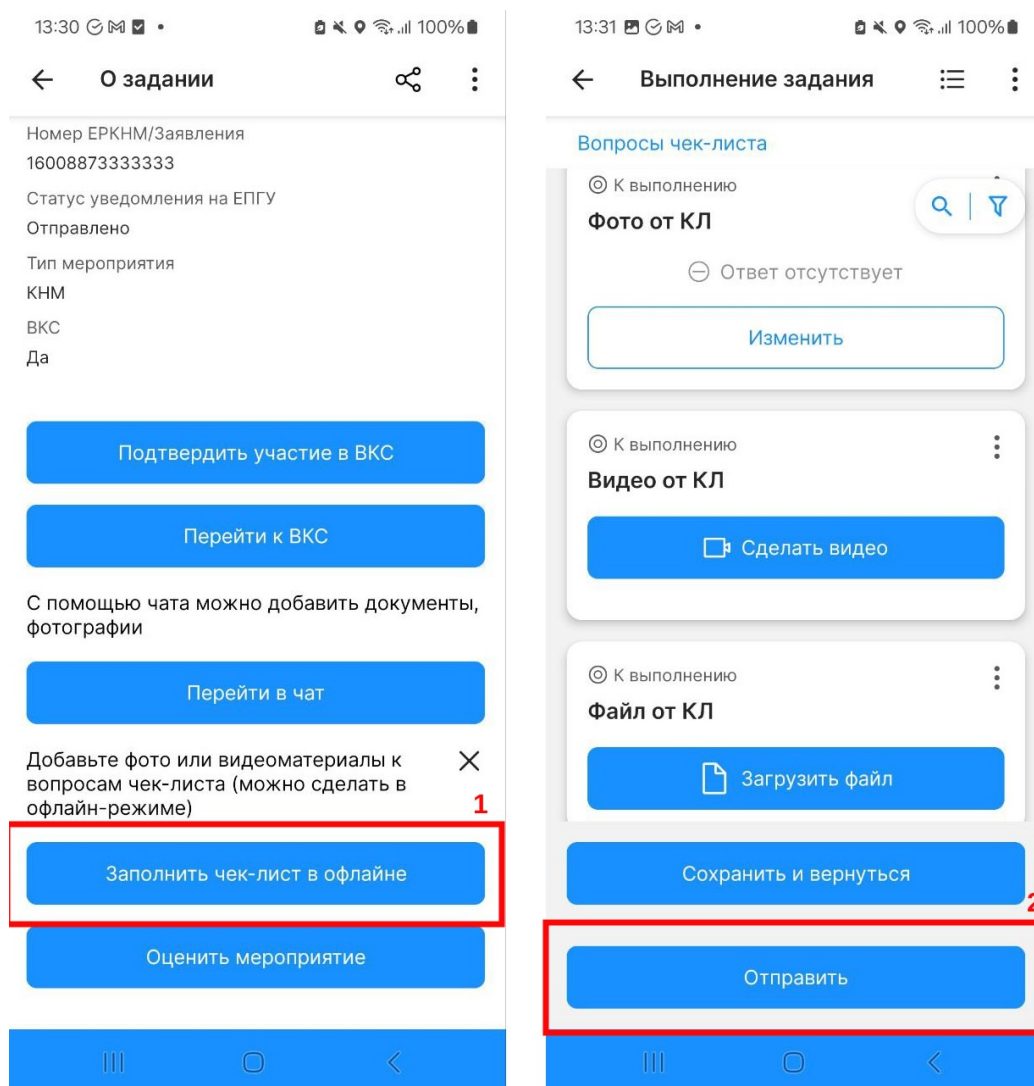 13:30
100%
О задании
Номер ЕРКНМ/Заявления
16008873333333
Статус уведомления на ЕПГУ
Отправлено
Тип мероприятия
КНМ
ВКС
Да
Подтвердить участие в ВКС
Перейти к ВКС
С помощью чата можно добавить документы,
фотографии
Перейти в чат
Добавьте фото или видеоматериалы к
вопросам чек-листа (можно сделать в
офлайн-режиме)
1
Заполнить чек-лист в офлайне
Оценить мероприятие
13:31
100%
Выполнение задания
Вопросы чек-листа
К выполнению
Фото от КЛ
Ответ отсутствует
Изменить
К выполнению
Видео от КЛ
Сделать видео
К выполнению
Файл от КЛ
Загрузить файл
Сохранить и вернуться
2
Отправить